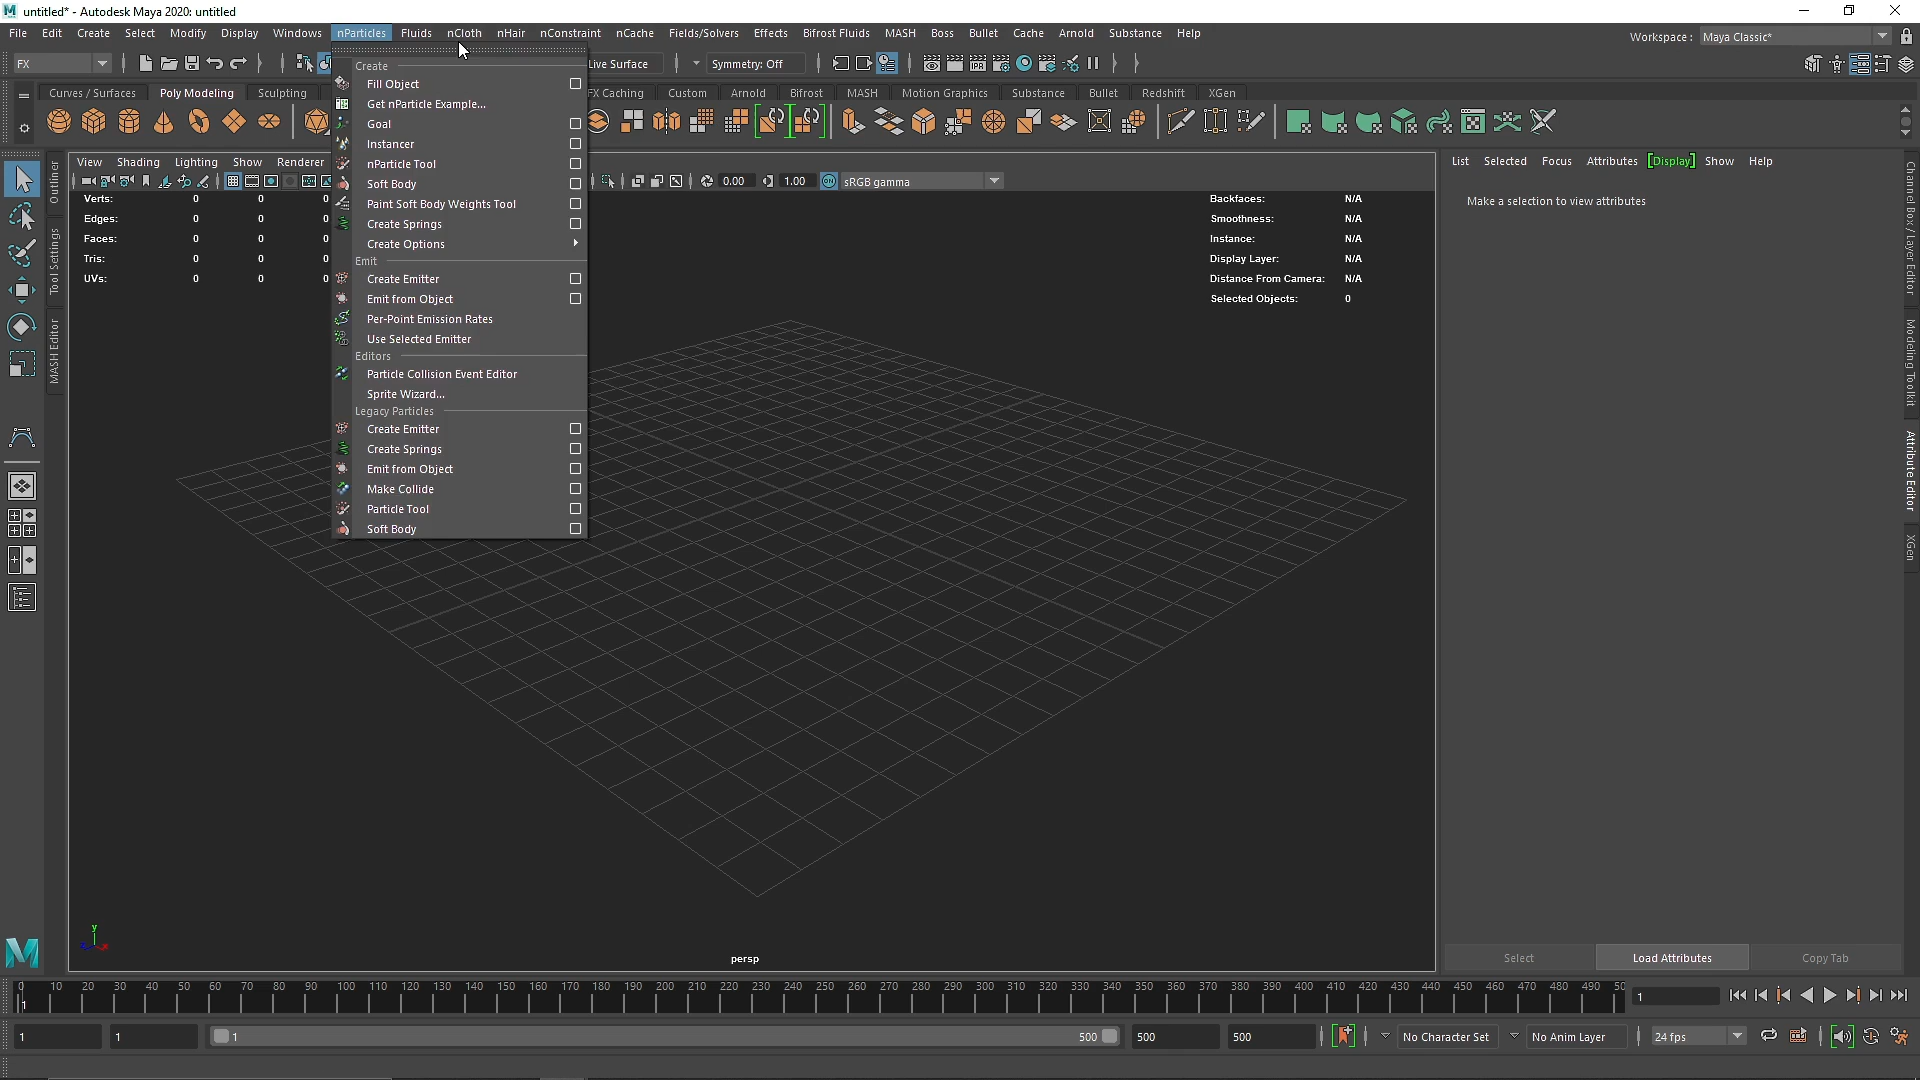 untitled* - Autodesk Maya 2020: untitled
File Edit Create Select Modify Display Windows nParticles Fluids nCloth nHair nConstraint nCache Fields/Solvers Effects Bifrost Fluids MASH Boss Bullet Cache Arnold Substance Help
Workspace : Maya Classic*
FX
Live Surface
Symmetry: Off
Curves / Surfaces Poly Modeling Sculpting FX Caching Custom Arnold Bifrost MASH Motion Graphics Substance Bullet Redshift XGen
Create
Fill Object
Get nParticle Example...
Goal
Instancer
nParticle Tool
Soft Body
Paint Soft Body Weights Tool
Create Springs
Create Options
Emit
Create Emitter
Emit from Object
Per-Point Emission Rates
Use Selected Emitter
Editors
Particle Collision Event Editor
Sprite Wizard...
Legacy Particles
Create Emitter
Create Springs
Emit from Object
Make Collide
Particle Tool
Soft Body
Outliner
Tool Settings
MASH Editor
View Shading Lighting Show Renderer
0.00 1.00 ON sRGB gamma
Verts: 0 0 0
Edges: 0 0 0
Faces: 0 0 0
Tris: 0 0 0
UVs: 0 0 0
Backfaces: N/A
Smoothness: N/A
Instance: N/A
Display Layer: N/A
Distance From Camera: N/A
Selected Objects: 0
y
persp
List Selected Focus Attributes [Display] Show Help
Make a selection to view attributes
Channel Box / Layer Editor
Modeling Toolkit
Attribute Editor
XGen
Select Load Attributes Copy Tab
0 10 20 30 40 50 60 70 80 90 100 110 120 130 140 150 160 170 180 190 200 210 220 230 240 250 260 270 280 290 300 310 320 330 340 350 360 370 380 390 400 410 420 430 440 450 460 470 480 490 50
1
1
1 1 1 500 500 500 No Character Set No Anim Layer 24 fps